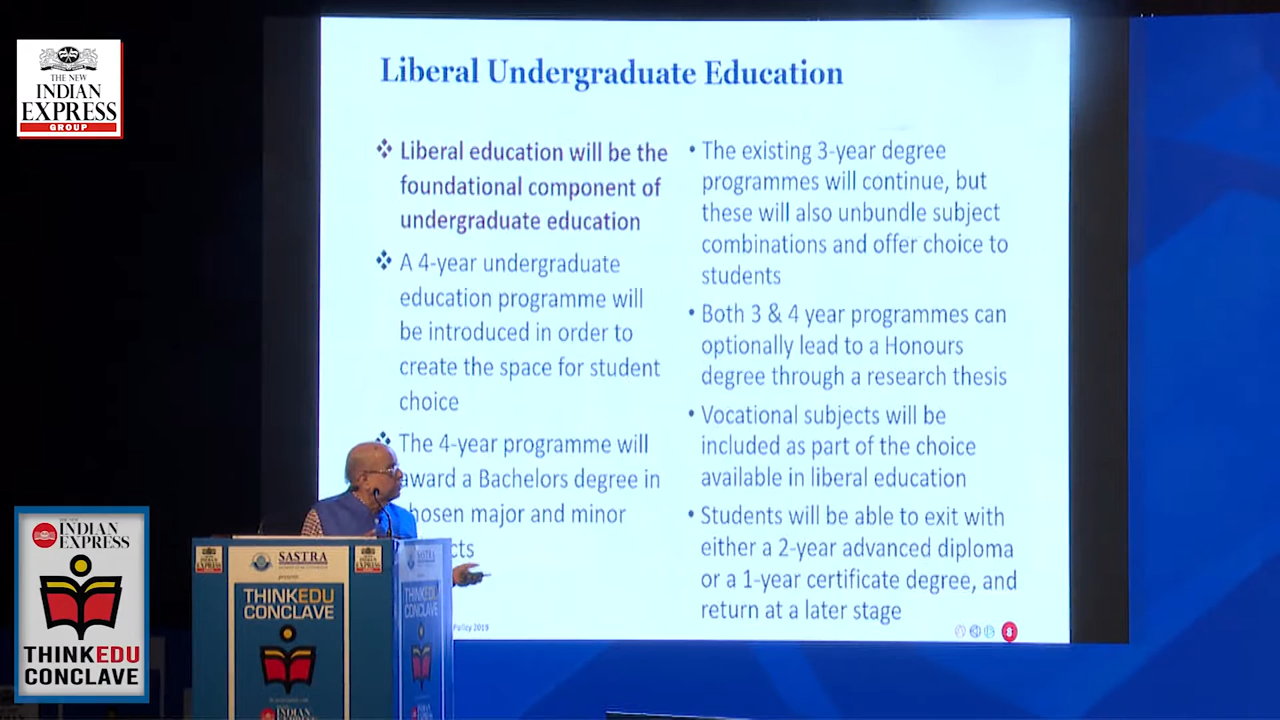 THE NEW
INDIAN
EXPRESS
GROUP
Liberal Undergraduate Education
Liberal education will be the
foundational component of
undergraduate education
A 4-year undergraduate
education programme will
be introduced in order to
create the space for student
choice
The 4-year programme will
award a Bachelors degree in
hosen major and minor
cts
• The existing 3-year degree
programmes will continue, but
these will also unbundle subject
combinations and offer choice to
students
• Both 3 & 4 year programmes can
optionally lead to a Honours
degree through a research thesis
• Vocational subjects will be
included as part of the choice
available in liberal education
• Students will be able to exit with
either a 2-year advanced diploma
or a 1-year certificate degree, and
return at a later stage
Policy 2019
INDIAN
EXPRESS
THINKEDU
CONCLAVE
SASTRA
presents
THINKEDU
CONCLAVE
INDIAN
SASTRA
THINKEDU
CONCLAVE